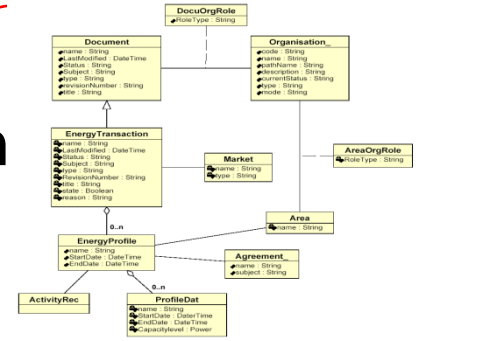 DocuOrgRole
RoleType : String
Document
name : String
LastModified : DateTime
Status : String
Subject : String
type : String
revisionNumber : String
title : String
Organisation_
code : String
name : String
pathName : String
description : String
currentStatus : String
type : String
mode : String
n
EnergyTransaction
name : String
LastModified : DateTime
Status : String
Subject : String
type : String
RevisionNumber : String
title : String
state : Boolean
reason : String
Market
name : String
type : String
AreaOrgRole
RoleType : String
Area
name : String
0..n
EnergyProfile
name : String
StartDate : DateTime
EndDate : DateTime
Agreement_
name : String
subject : String
0..n
ActivityRec
ProfileDat
name : String
StartDate : DaterTime
EndDate : DateTime
Capacitylevel : Power